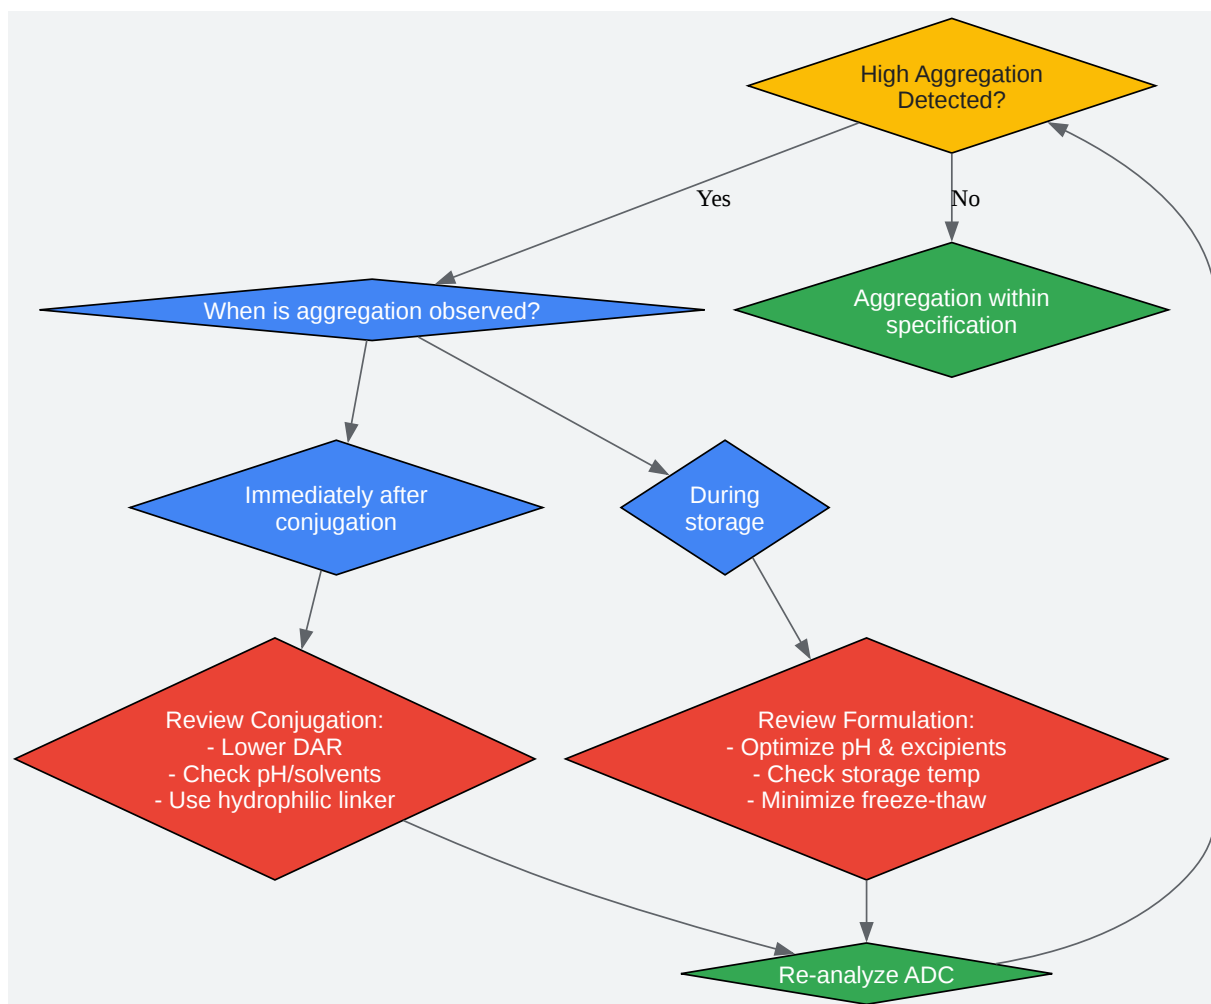 High Aggregation
Detected?
Yes
No
When is aggregation observed?
Aggregation within
specification
Immediately after
conjugation
During
storage
Review Conjugation:
- Lower DAR
- Check pH/solvents
- Use hydrophilic linker
Review Formulation:
- Optimize pH & excipients
- Check storage temp
- Minimize freeze-thaw
Re-analyze ADC